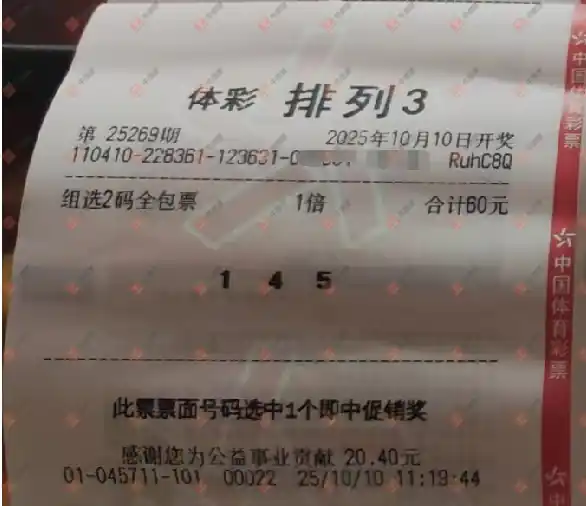 体彩 排列3
第 25269期 2025年10月10日开奖
110410-228361-123631-0 RuhC8Q
组选2码全包票 1倍 合计60元
1 4 5
此票票面号码选中1个即中促销奖
感谢您为公益事业贡献 20.40元
01-045711-101 00022 25/10/10 11:19:44
中国体育彩票
中国体育彩票